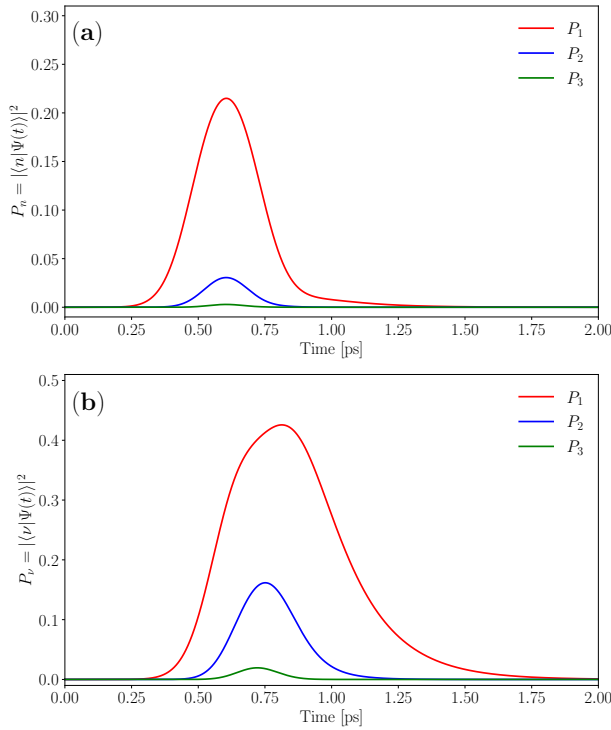 (a)
P_1
P_2
P_3
P_n = |⟨n|Ψ(t)⟩|^2
0.30
0.25
0.20
0.15
0.10
0.05
0.00
0.00 0.25 0.50 0.75 1.00 1.25 1.50 1.75 2.00
Time [ps]
(b)
P_1
P_2
P_3
P_ν = |⟨ν|Ψ(t)⟩|^2
0.5
0.4
0.3
0.2
0.1
0.0
0.00 0.25 0.50 0.75 1.00 1.25 1.50 1.75 2.00
Time [ps]